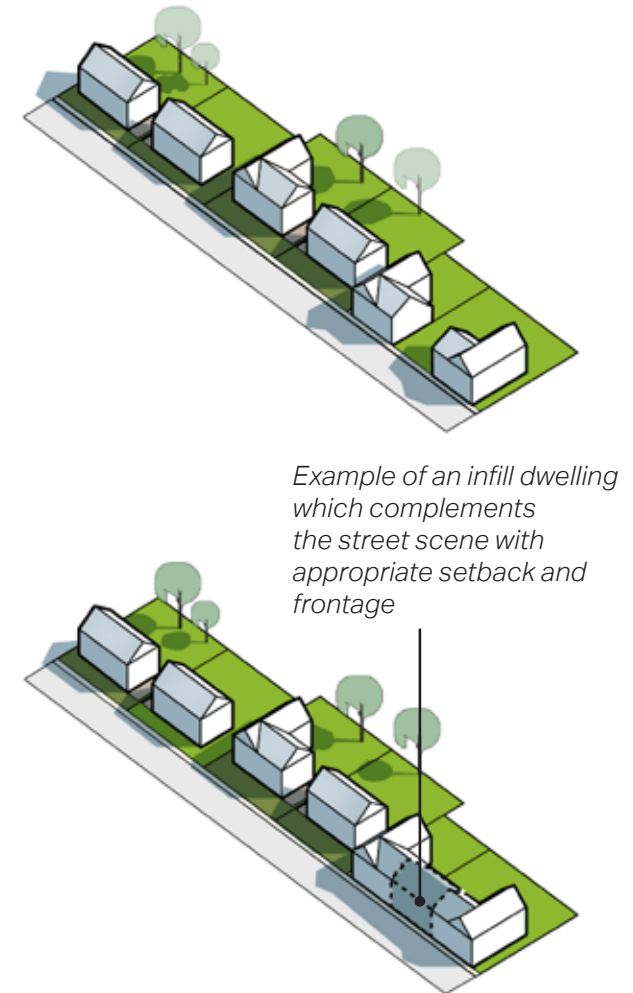 Example of an infill dwelling
which complements
the street scene with
appropriate setback and
frontage